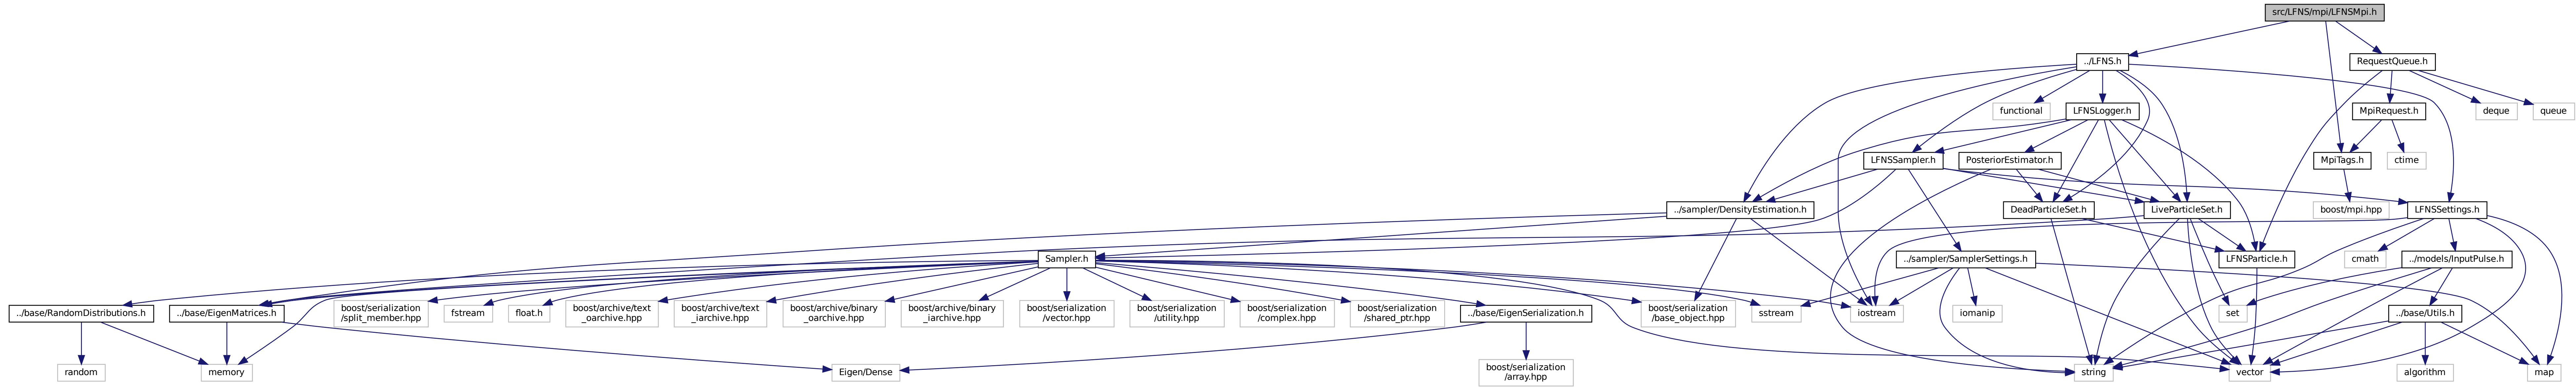 src/LFNS/mpi/LFNSMpi.h
../LFNS.h
RequestQueue.h
functional
LFNSLogger.h
MpiRequest.h
deque
queue
LFNSSampler.h
PosteriorEstimator.h
MpiTags.h
ctime
../sampler/DensityEstimation.h
DeadParticleSet.h
LiveParticleSet.h
boost/mpi.hpp
LFNSSettings.h
Sampler.h
../sampler/SamplerSettings.h
LFNSParticle.h
cmath
../models/InputPulse.h
../base/RandomDistributions.h
../base/EigenMatrices.h
boost/serialization
/split_member.hpp
fstream
float.h
boost/archive/text
_oarchive.hpp
boost/archive/text
_iarchive.hpp
boost/archive/binary
_oarchive.hpp
boost/archive/binary
_iarchive.hpp
boost/serialization
/vector.hpp
boost/serialization
/utility.hpp
boost/serialization
/complex.hpp
boost/serialization
/shared_ptr.hpp
../base/EigenSerialization.h
boost/serialization
/base_object.hpp
sstream
iostream
iomanip
set
../base/Utils.h
random
memory
Eigen/Dense
boost/serialization
/array.hpp
string
vector
algorithm
map